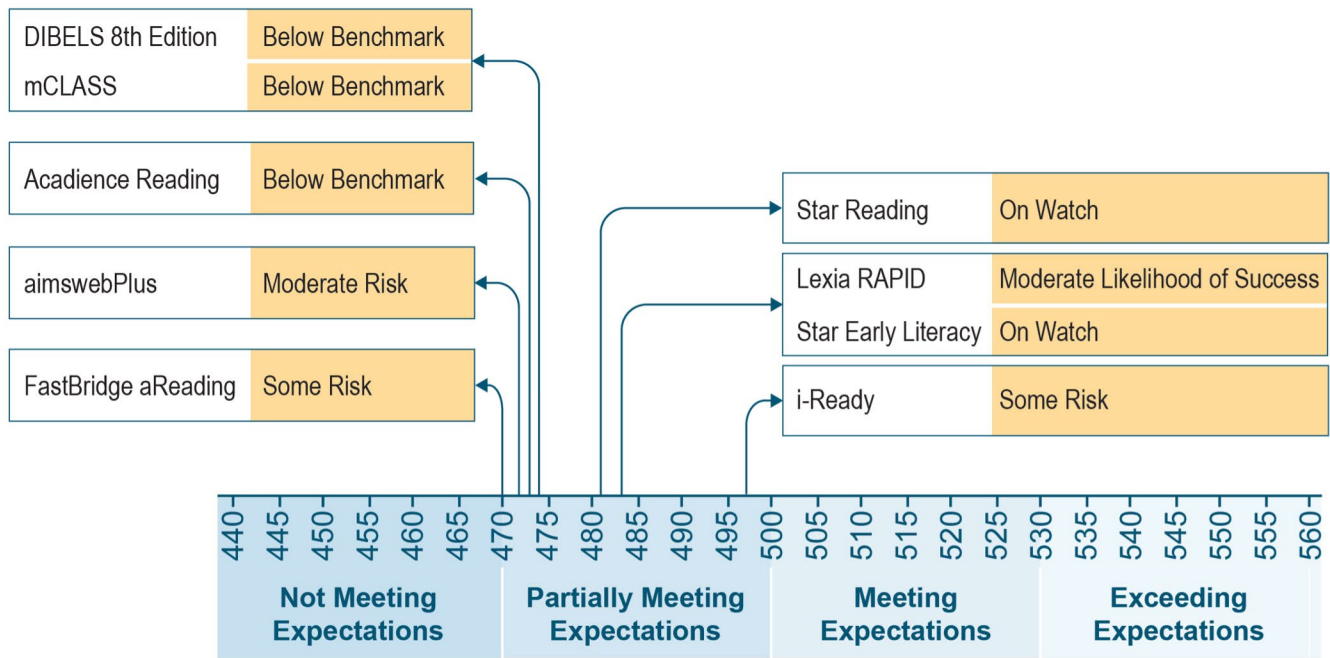 DIBELS 8th Edition Below Benchmark
mCLASS Below Benchmark
Acadience Reading Below Benchmark
aimswebPlus Moderate Risk
FastBridge aReading Some Risk
Star Reading On Watch
Lexia RAPID Moderate Likelihood of Success
Star Early Literacy On Watch
i-Ready Some Risk
440 445 450 455 460 465 470 475 480 485 490 495 500 505 510 515 520 525 530 535 540 545 550 555 560
Not Meeting
Expectations
Partially Meeting
Expectations
Meeting
Expectations
Exceeding
Expectations